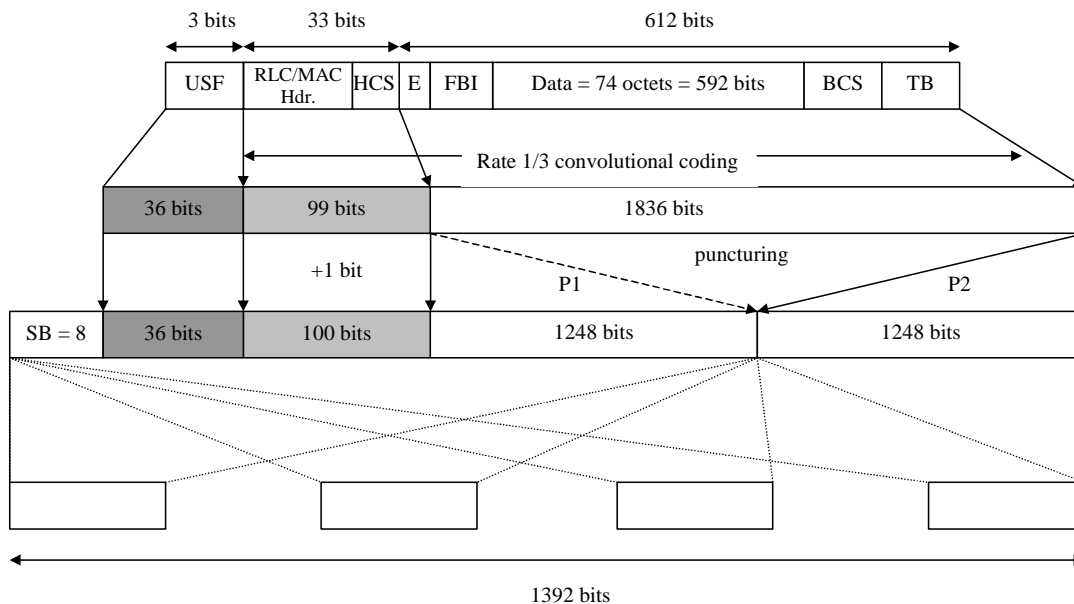 3 bits
33 bits
612 bits
USF
RLC/MAC
Hdr.
HCS
E
FBI
Data = 74 octets = 592 bits
BCS
TB
Rate 1/3 convolutional coding
36 bits
99 bits
1836 bits
+1 bit
puncturing
P1
P2
SB = 8
36 bits
100 bits
1248 bits
1248 bits
1392 bits